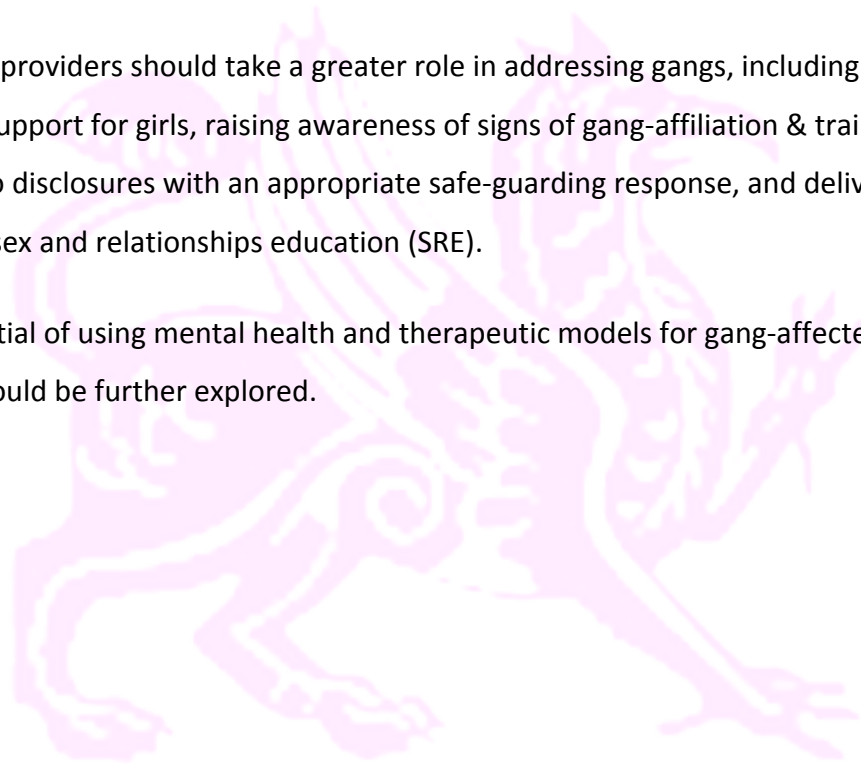 providers should take a greater role in addressing gangs, including
upport for girls, raising awareness of signs of gang-affiliation & trai
o disclosures with an appropriate safe-guarding response, and deliv
sex and relationships education (SRE).
tial of using mental health and therapeutic models for gang-affecte
ould be further explored.